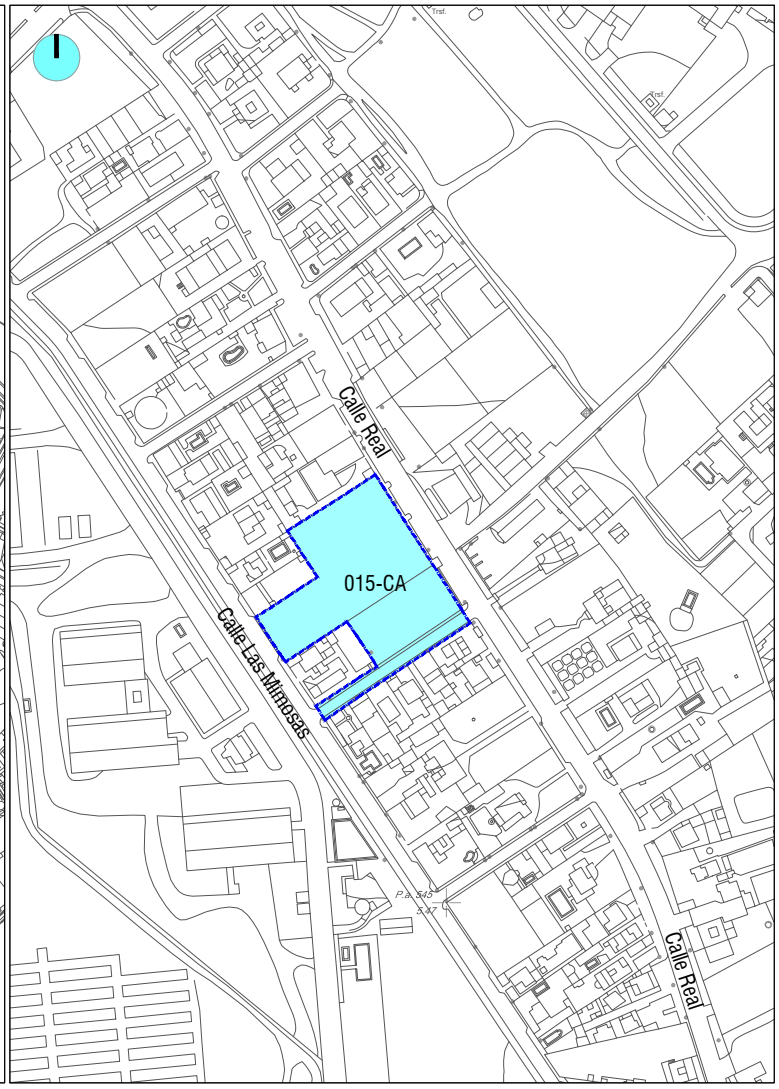 Trsf.
Trsf.
Calle Real
015-CA
Calle Las Mimosas
P.a. 545
5.47
Calle Real